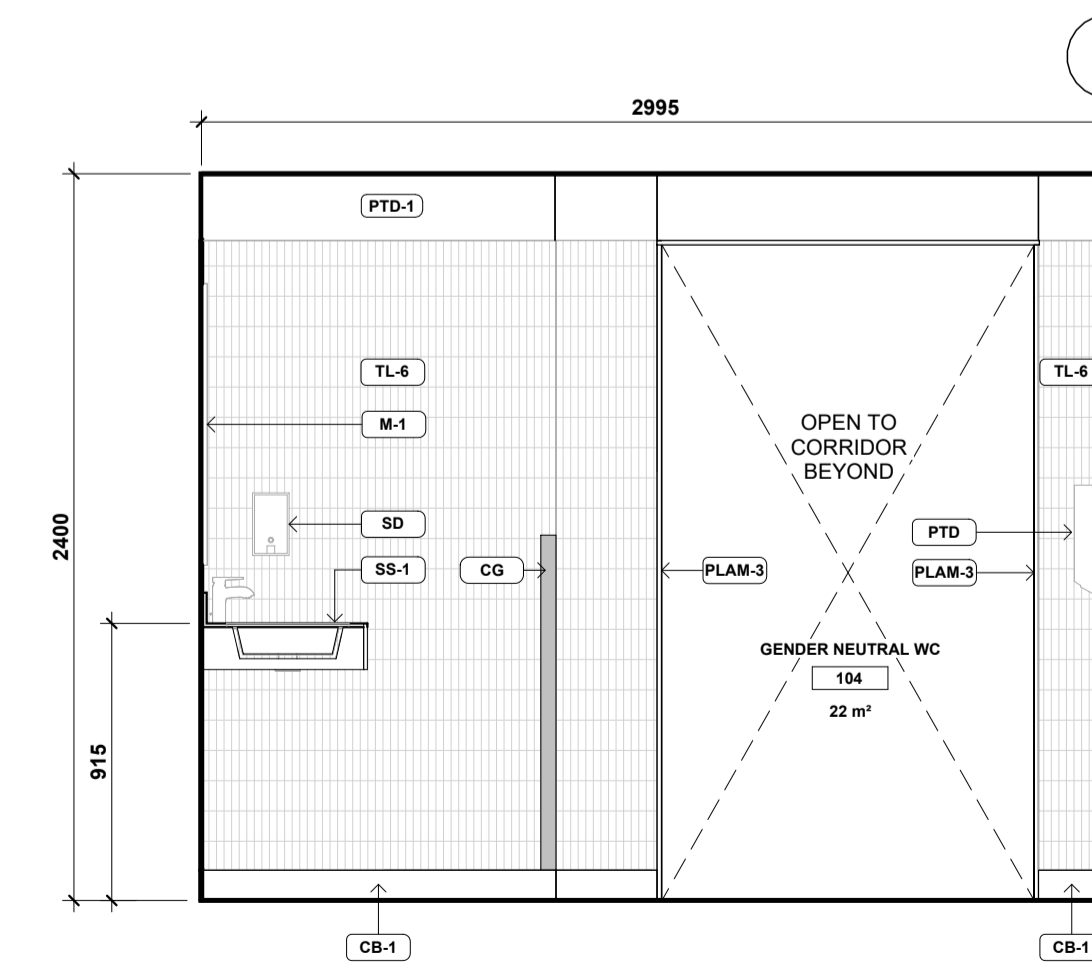 2995
PTD-1
TL-6
TL-6
M-1
OPEN TO
CORRIDOR
BEYOND
2400
SD
PTD
SS-1
CG
PLAM-3
PLAM-3
GENDER NEUTRAL WC
104
22 m²
915
CB-1
CB-1